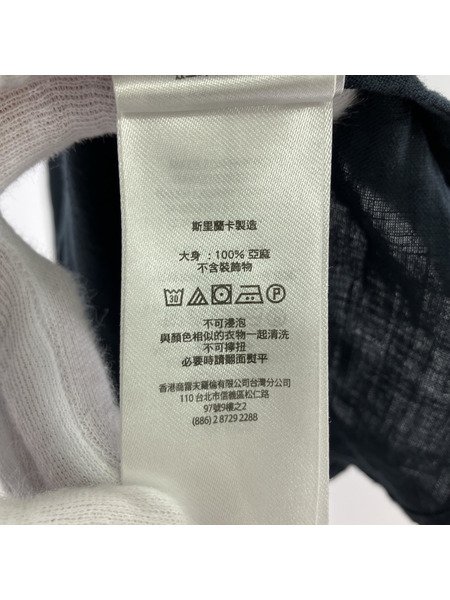 斯里蘭卡製造
大身 : 100% 亞麻
不含裝飾物
30 P
不可浸泡
與顏色相似的衣物一起清洗
不可擰扭
必要時請翻面熨平
香港商雷夫羅倫有限公司台灣分公司
110 台北市信義區松仁路
97號9樓之2
(886) 2 8729 2288